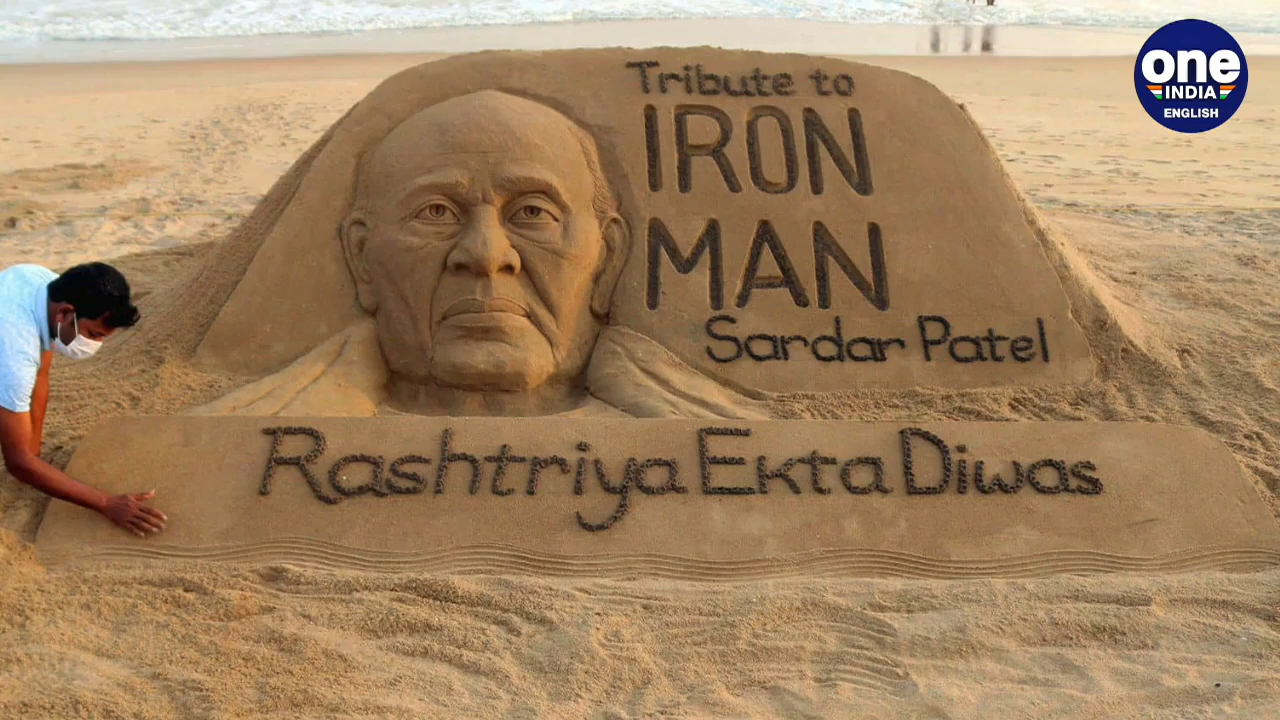 Tribute to
IRON
MAN
Sardar Patel
Rashtriya Ekta Diwas
one
INDIA
ENGLISH